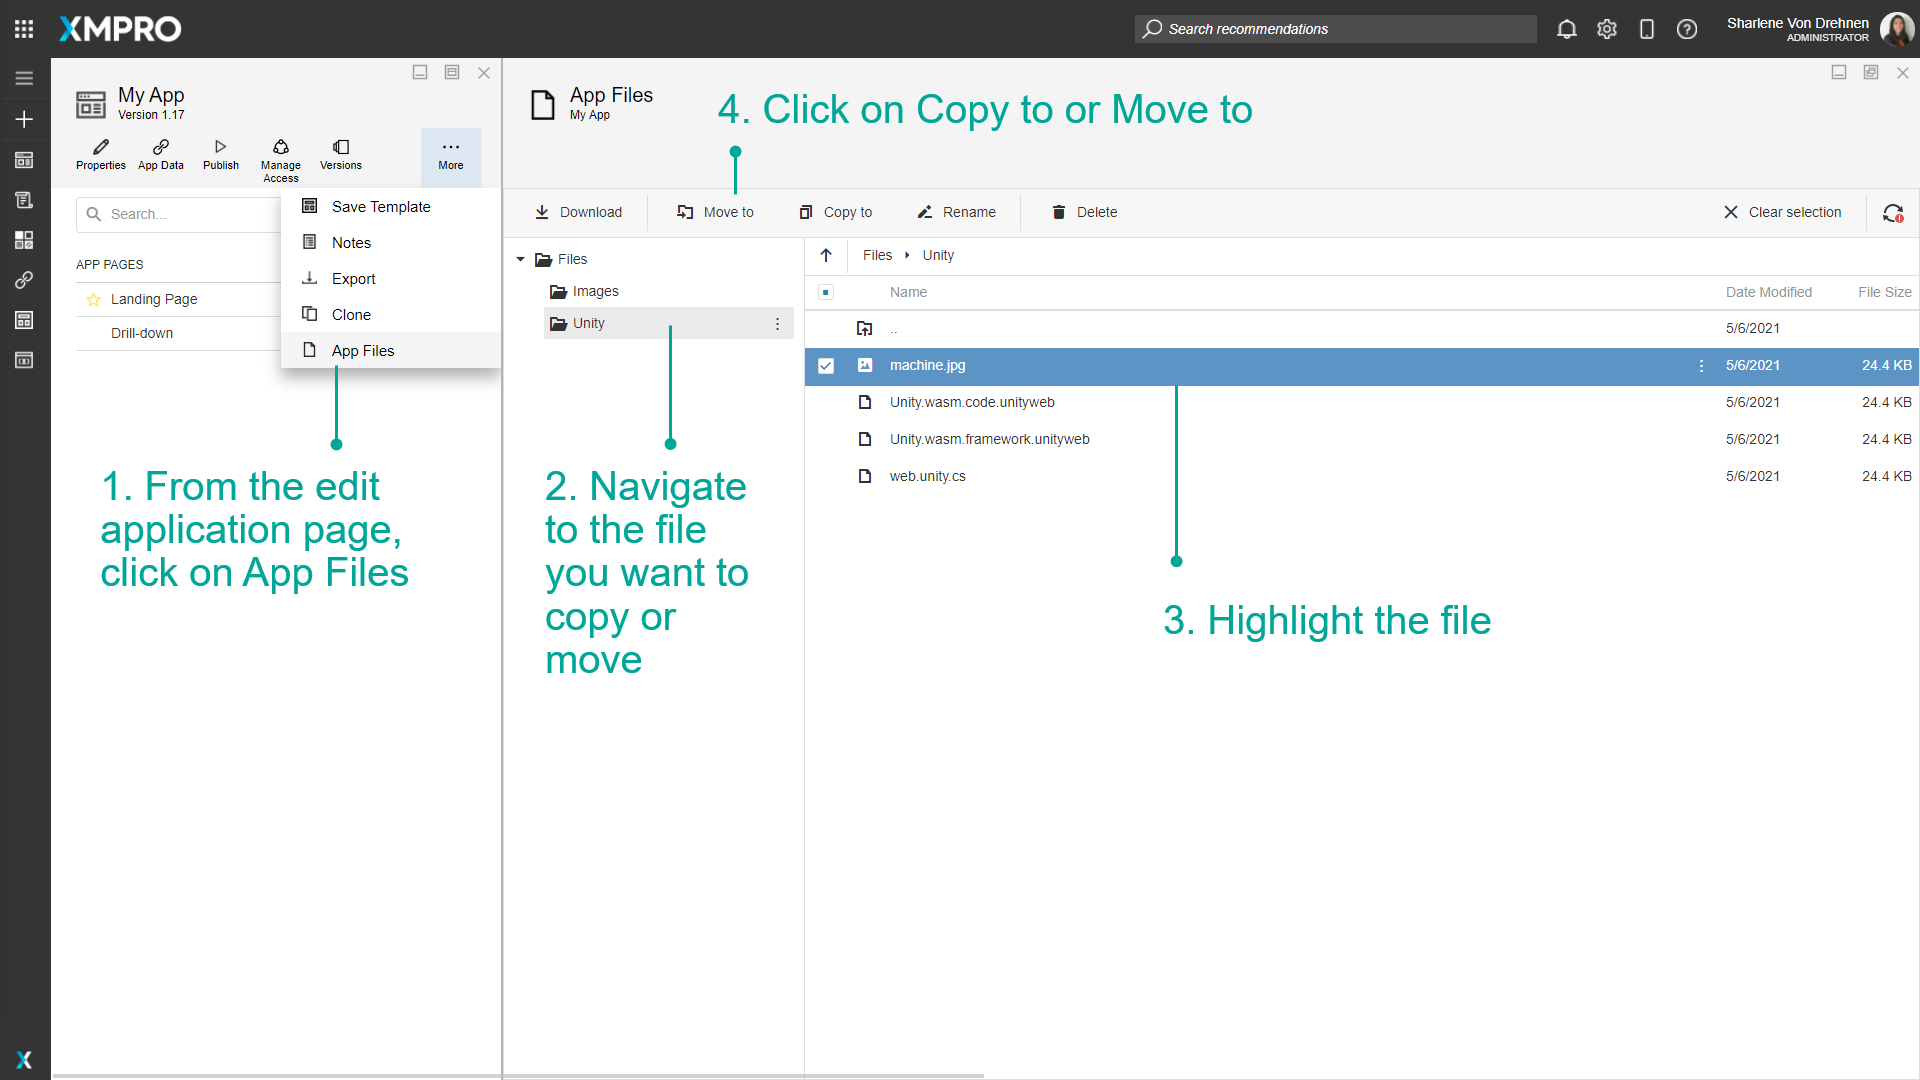 XMPRO
Search recommendations
Sharlene Von Drehnen
ADMINISTRATOR
My App
Version 1.17
Properties
App Data
Publish
Manage
Access
Versions
More
Search...
APP PAGES
Landing Page
Drill-down
Save Template
Notes
Export
Clone
App Files
1. From the edit
application page,
click on App Files
App Files
My App
4. Click on Copy to or Move to
Download
Move to
Copy to
Rename
Delete
Clear selection
Files
Images
Unity
2. Navigate
to the file
you want to
copy or
move
Files Unity
Name Date Modified File Size
.. 5/6/2021
machine.jpg 5/6/2021 24.4 KB
Unity.wasm.code.unityweb 5/6/2021 24.4 KB
Unity.wasm.framework.unityweb 5/6/2021 24.4 KB
web.unity.cs 5/6/2021 24.4 KB
3. Highlight the file